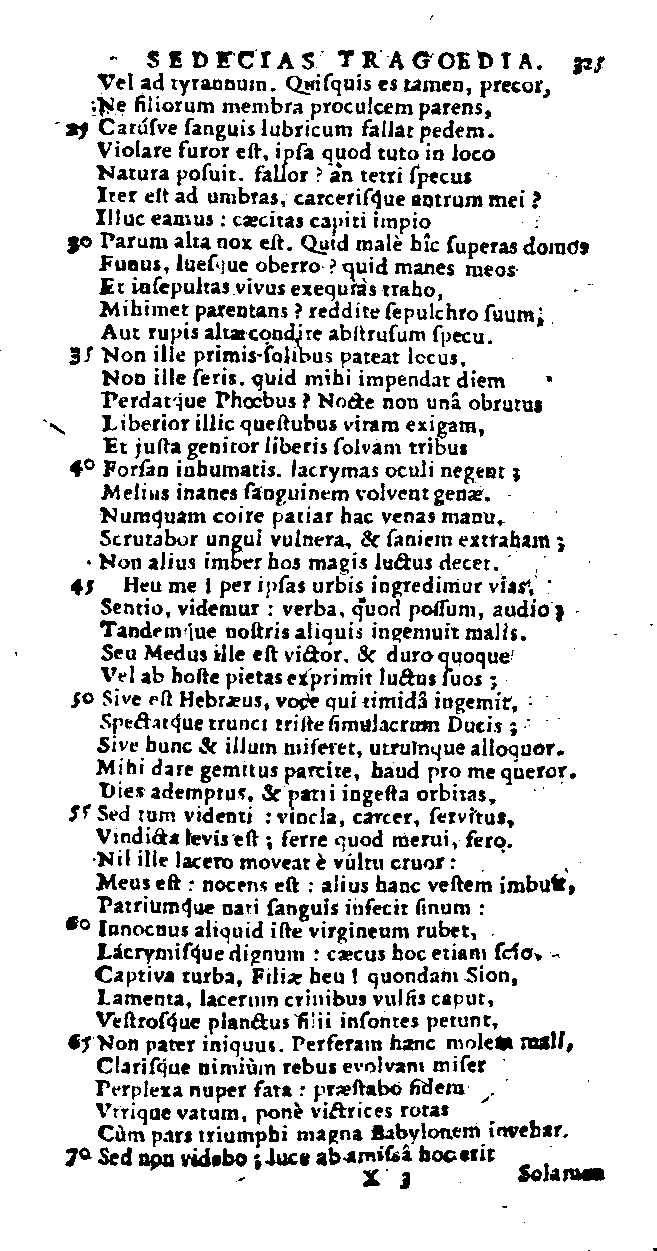 SEDECIAS TRAGOEDIA. 325
Vel ad tyrannum. Quiſquis es tamen, precor,
Ne filiorum membra proculcem parens,
25 Carúſve ſanguis lubricum fallat pedem.
Violare furor eſt, ipſa quod tuto in loco
Natura poſuit. fallor? an tetri ſpecus
Iter eſt ad umbras, carceriſque antrum mei?
Illuc eamus: cæcitas capiti impio
30 Parum alta nox eſt. Quid malè hîc ſuperas domos
Funus, lueſque oberro? quid manes meos
Et inſepultas vivus exequias traho,
Mihimet parentans? reddite ſepulchro ſuum;
Aut rupis altæ condite abſtruſum ſpecu.
35 Non ille primis ſolibus pateat locus,
Non ille ſeris. quid mihi impendat diem
Perdatque Phœbus? Nocte non unâ obrutus
Liberior illic queſtubus vitam exigam,
Et juſta genitor liberis ſolvam tribus
40 Forſan inhumatis. lacrymas oculi negent;
Melius inanes ſanguinem volvent genæ.
Numquam coire patiar hac venas manu.
Scrutabor ungui vulnera, & ſaniem extraham;
Non alius imber hos magis luctus decet.
45 Heu me! per ipſas urbis ingredimur vias,
Sentio, videmur: verba, quod poſſum, audio;
Tandemque noſtris aliquis ingemuit malis.
Seu Medus ille eſt victor, & duro quoque
Vel ab hoſte pietas exprimit luctus ſuos;
50 Sive eſt Hebræus, voce qui timidâ ingemit,
Spectatque trunci triſte ſimulacrum Ducis;
Sive hunc & illum miſeret, utrumque alloquor.
Mihi dare gemitus parcite, haud pro me queror.
Dies ademptus, & patri ingeſta orbitas,
55 Sed tum videnti: vincla, carcer, ſervitus,
Vindicta levis eſt; ferre quod merui, fero.
Nil ille lacero moveat è vùltu cruor:
Meus eſt: nocens eſt: alius hanc veſtem imbuit,
Patriumque nati ſanguis infecit ſinum:
60 Innocuus aliquid iſte virgineum rubet,
Lácrymiſque dignum: cæcus hoc etiam ſcio.
Captiva turba, Filiæ heu! quondam Sion,
Lamenta, lacerum crinibus vulſis caput,
Veſtroſque planctus filii inſontes petunt,
65 Non pater iniquus. Perferam hanc molem mali,
Clariſque nimiùm rebus evolvam miſer
Perplexa nuper fata: præſtabo fidem
Vtrique vatum, ponè victrices rotas
Cùm pars triumphi magna Babylonem invehar.
70 Sed non videbo; luce ab amiſſâ hoc erit
X 3 Solamen